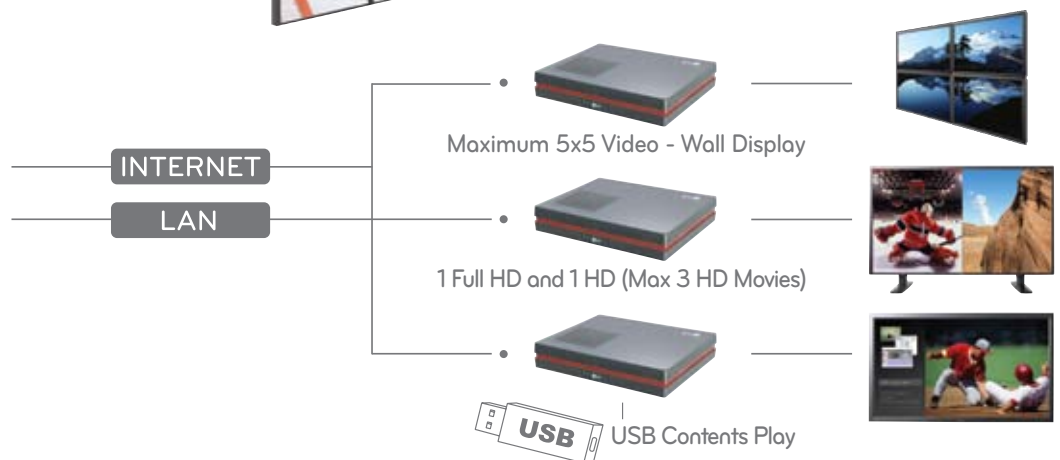 INTERNET
LAN
Maximum 5x5 Video - Wall Display
1 Full HD and 1 HD (Max 3 HD Movies)
USB
USB Contents Play